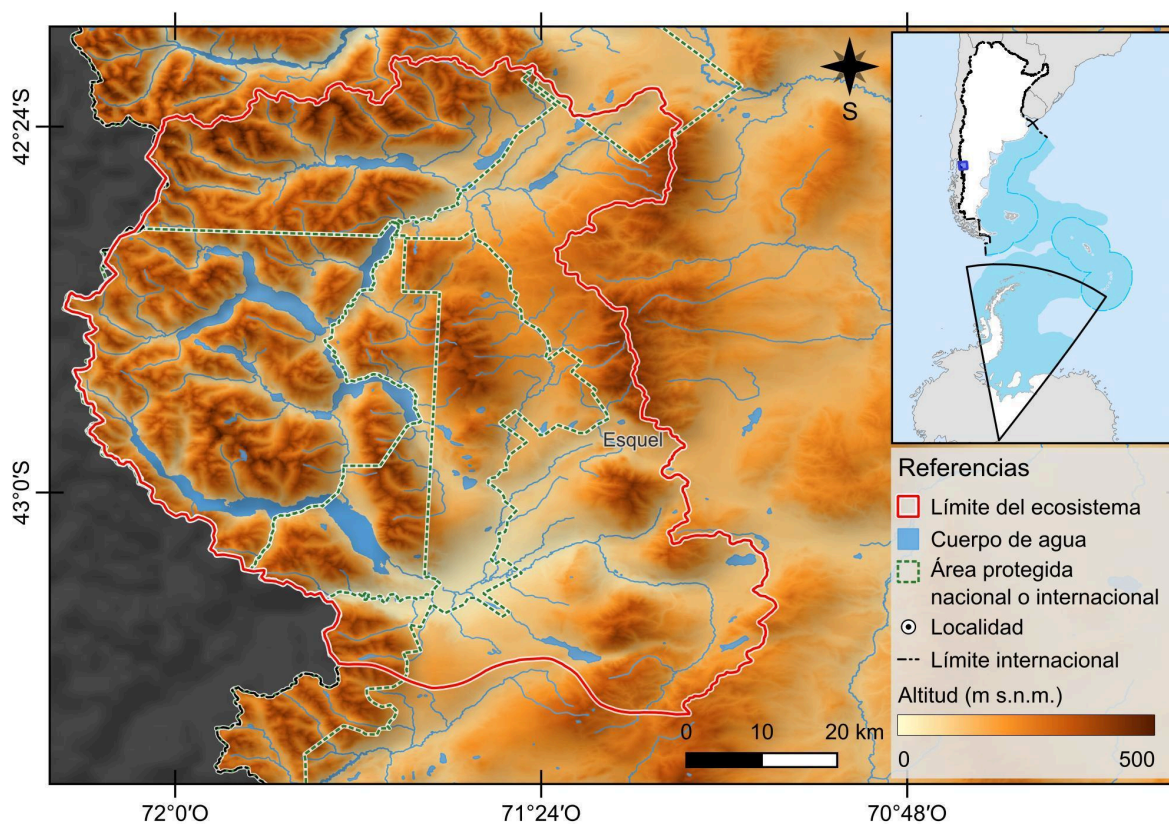 42°24′S
43°0′S
72°0′O
71°24′O
70°48′O
S
Esquel
0
10
20 km
Referencias
Límite del ecosistema
Cuerpo de agua
Área protegida
nacional o internacional
Localidad
Límite internacional
Altitud (m s.n.m.)
0
500